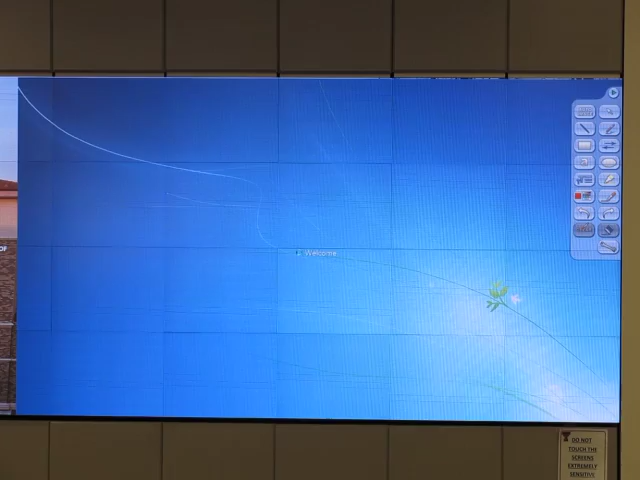 Welcome
DO NOT
TOUCH THE
SCREENS
EXTREMELY
SENSITIVE